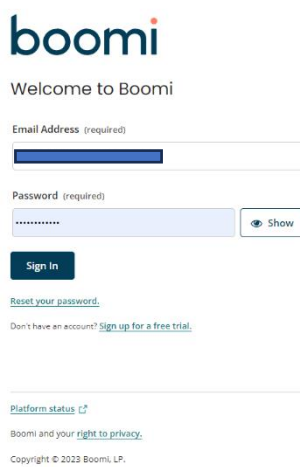 boomi
Welcome to Boomi
Email Address (required)
Password (required)
............ Show
Sign In
Reset your password.
Don't have an account? Sign up for a free trial.
Platform status
Boomi and your right to privacy.
Copyright © 2023 Boomi, LP.